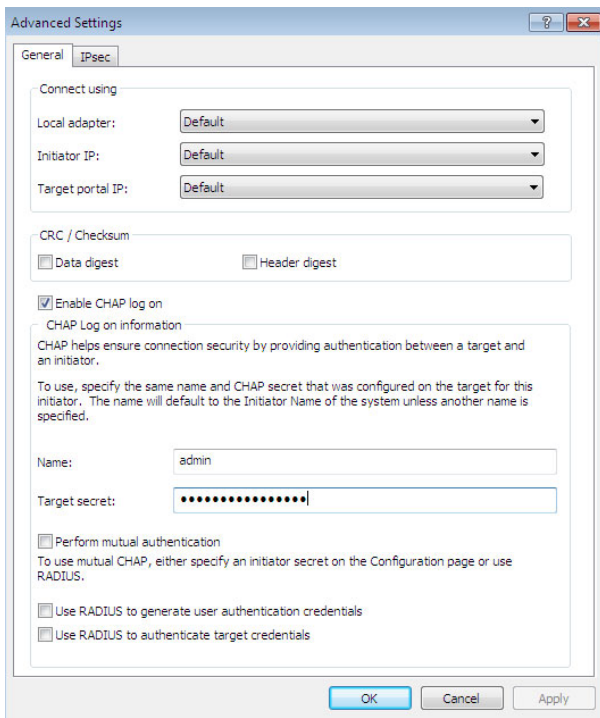 Advanced Settings
General IPsec
Connect using
Local adapter: Default
Initiator IP: Default
Target portal IP: Default
CRC / Checksum
Data digest Header digest
Enable CHAP log on
CHAP Log on information
CHAP helps ensure connection security by providing authentication between a target and
an initiator.
To use, specify the same name and CHAP secret that was configured on the target for this
initiator. The name will default to the Initiator Name of the system unless another name is
specified.
Name: admin
Target secret: ••••••••••••••••
Perform mutual authentication
To use mutual CHAP, either specify an initiator secret on the Configuration page or use
RADIUS.
Use RADIUS to generate user authentication credentials
Use RADIUS to authenticate target credentials
OK Cancel Apply